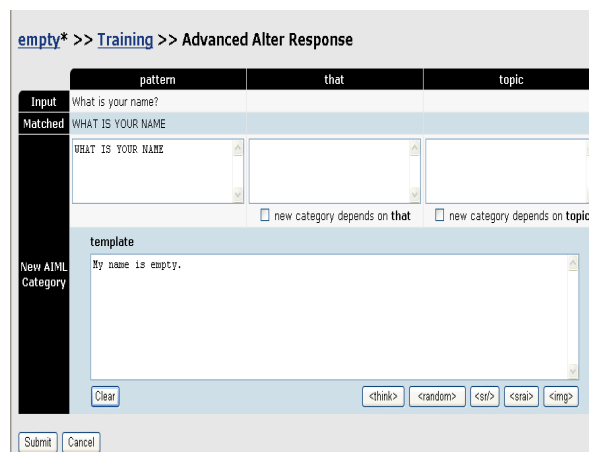 empty* >> Training >> Advanced Alter Response
pattern that topic
Input What is your name?
Matched WHAT IS YOUR NAME
WHAT IS YOUR NAME
new category depends on that new category depends on topic
template
New AIML Category
My name is empty.
Clear <think> <random> <sr/> <srai> <img>
Submit Cancel